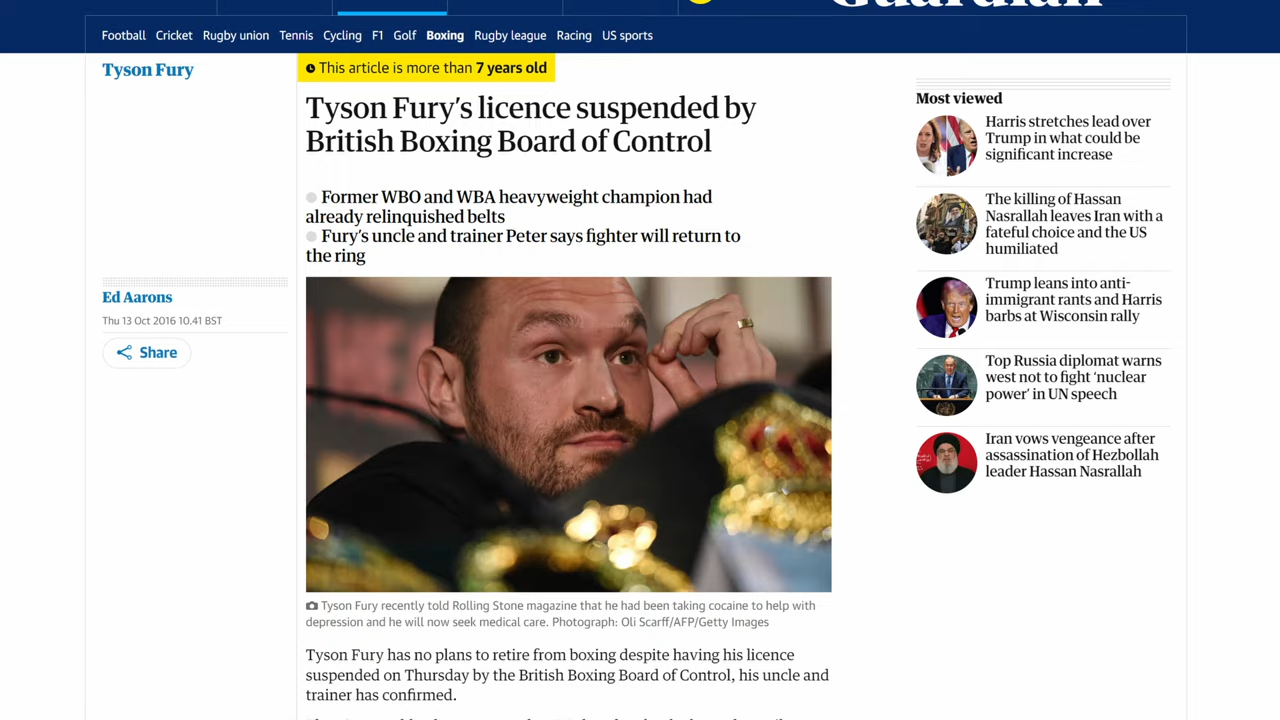 Guardian
Football Cricket Rugby union Tennis Cycling F1 Golf Boxing Rugby league Racing US sports
Tyson Fury
This article is more than 7 years old
Tyson Fury’s licence suspended by
British Boxing Board of Control
Former WBO and WBA heavyweight champion had
already relinquished belts
Fury’s uncle and trainer Peter says fighter will return to
the ring
Ed Aarons
Thu 13 Oct 2016 10.41 BST
Share
Tyson Fury recently told Rolling Stone magazine that he had been taking cocaine to help with
depression and he will now seek medical care. Photograph: Oli Scarff/AFP/Getty Images
Tyson Fury has no plans to retire from boxing despite having his licence
suspended on Thursday by the British Boxing Board of Control, his uncle and
trainer has confirmed.
Most viewed
Harris stretches lead over
Trump in what could be
significant increase
The killing of Hassan
Nasrallah leaves Iran with a
fateful choice and the US
humiliated
Trump leans into anti-
immigrant rants and Harris
barbs at Wisconsin rally
Top Russia diplomat warns
west not to fight ‘nuclear
power’ in UN speech
Iran vows vengeance after
assassination of Hezbollah
leader Hassan Nasrallah